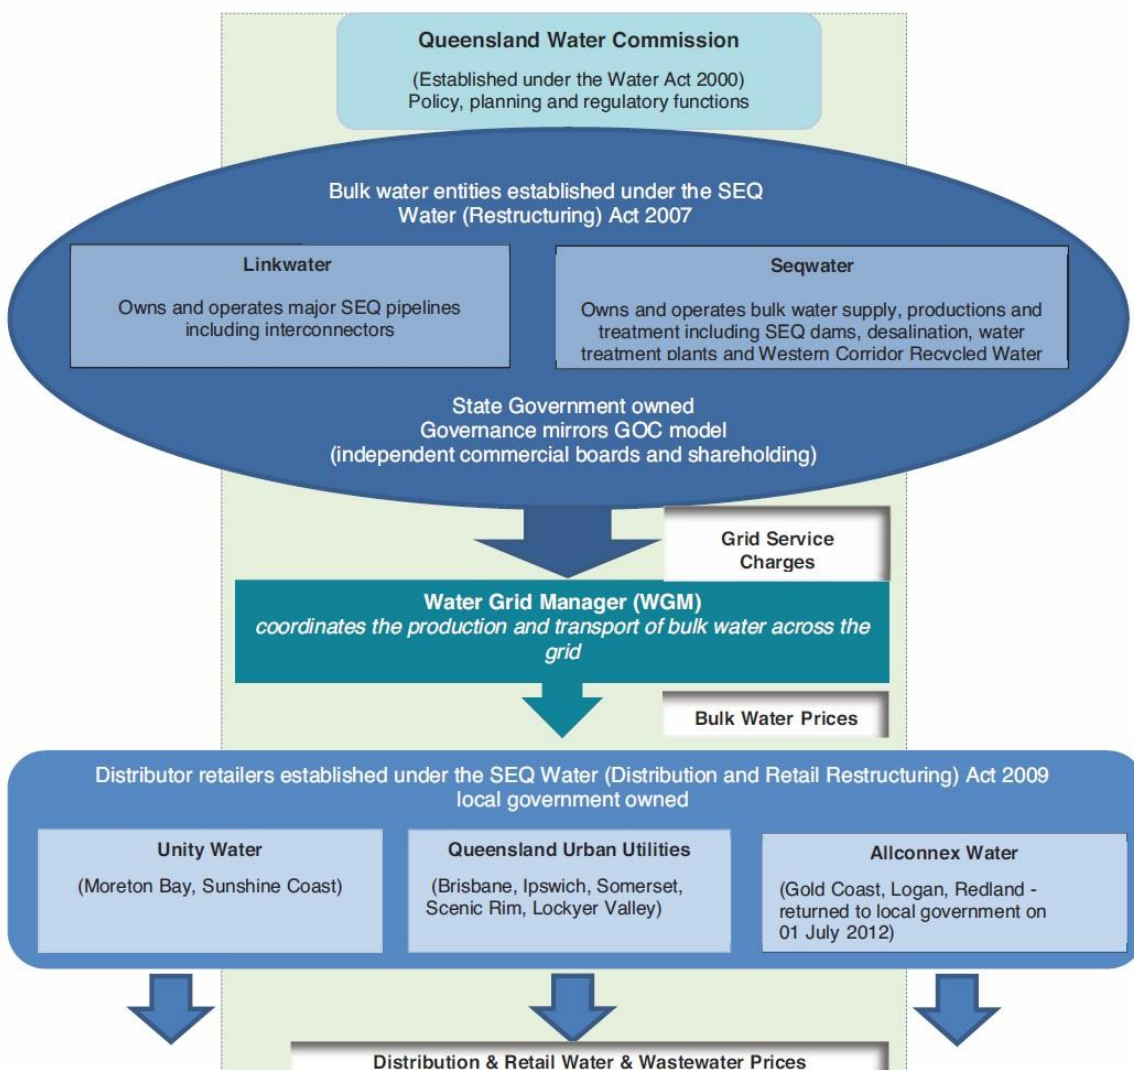 Queensland Water Commission
(Established under the Water Act 2000)
Policy, planning and regulatory functions
Bulk water entities established under the SEQ
Water (Restructuring) Act 2007
Linkwater
Owns and operates major SEQ pipelines
including interconnectors
Seqwater
Owns and operates bulk water supply, productions and
treatment including SEQ dams, desalination, water
treatment plants and Western Corridor Recycled Water
State Government owned
Governance mirrors GOC model
(independent commercial boards and shareholding)
Grid Service
Charges
Water Grid Manager (WGM)
coordinates the production and transport of bulk water across the
grid
Bulk Water Prices
Distributor retailers established under the SEQ Water (Distribution and Retail Restructuring) Act 2009
local government owned
Unity Water
(Moreton Bay, Sunshine Coast)
Queensland Urban Utilities
(Brisbane, Ipswich, Somerset,
Scenic Rim, Lockyer Valley)
Allconnex Water
(Gold Coast, Logan, Redland -
returned to local government on
01 July 2012)
Distribution & Retail Water & Wastewater Prices